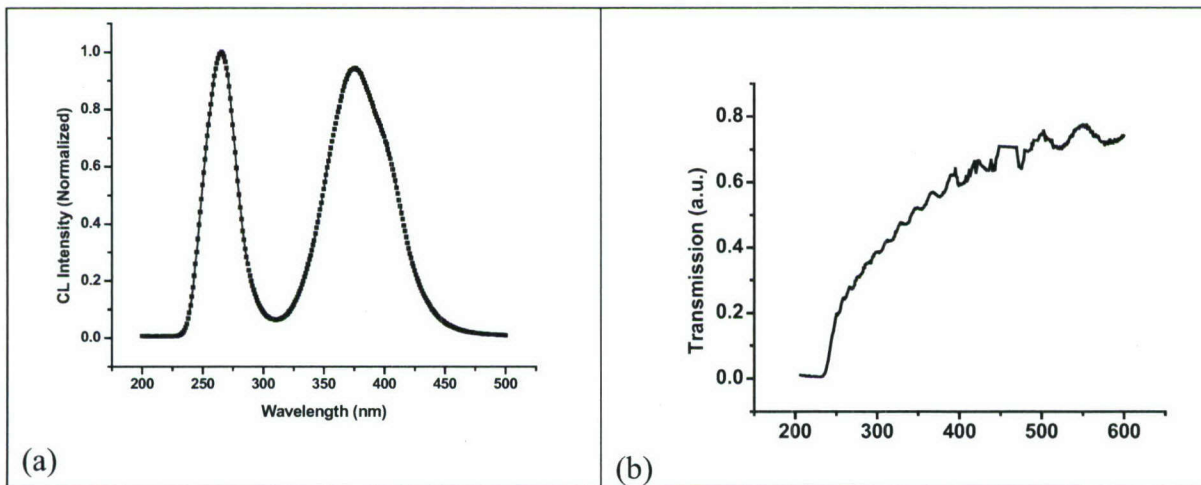 1.0
0.8
0.6
0.4
0.2
0.0
CL Intensity (Normalized)
200 250 300 350 400 450 500
Wavelength (nm)
(a)
0.8
0.6
0.4
0.2
0.0
Transmission (a.u.)
200 300 400 500 600
(b)